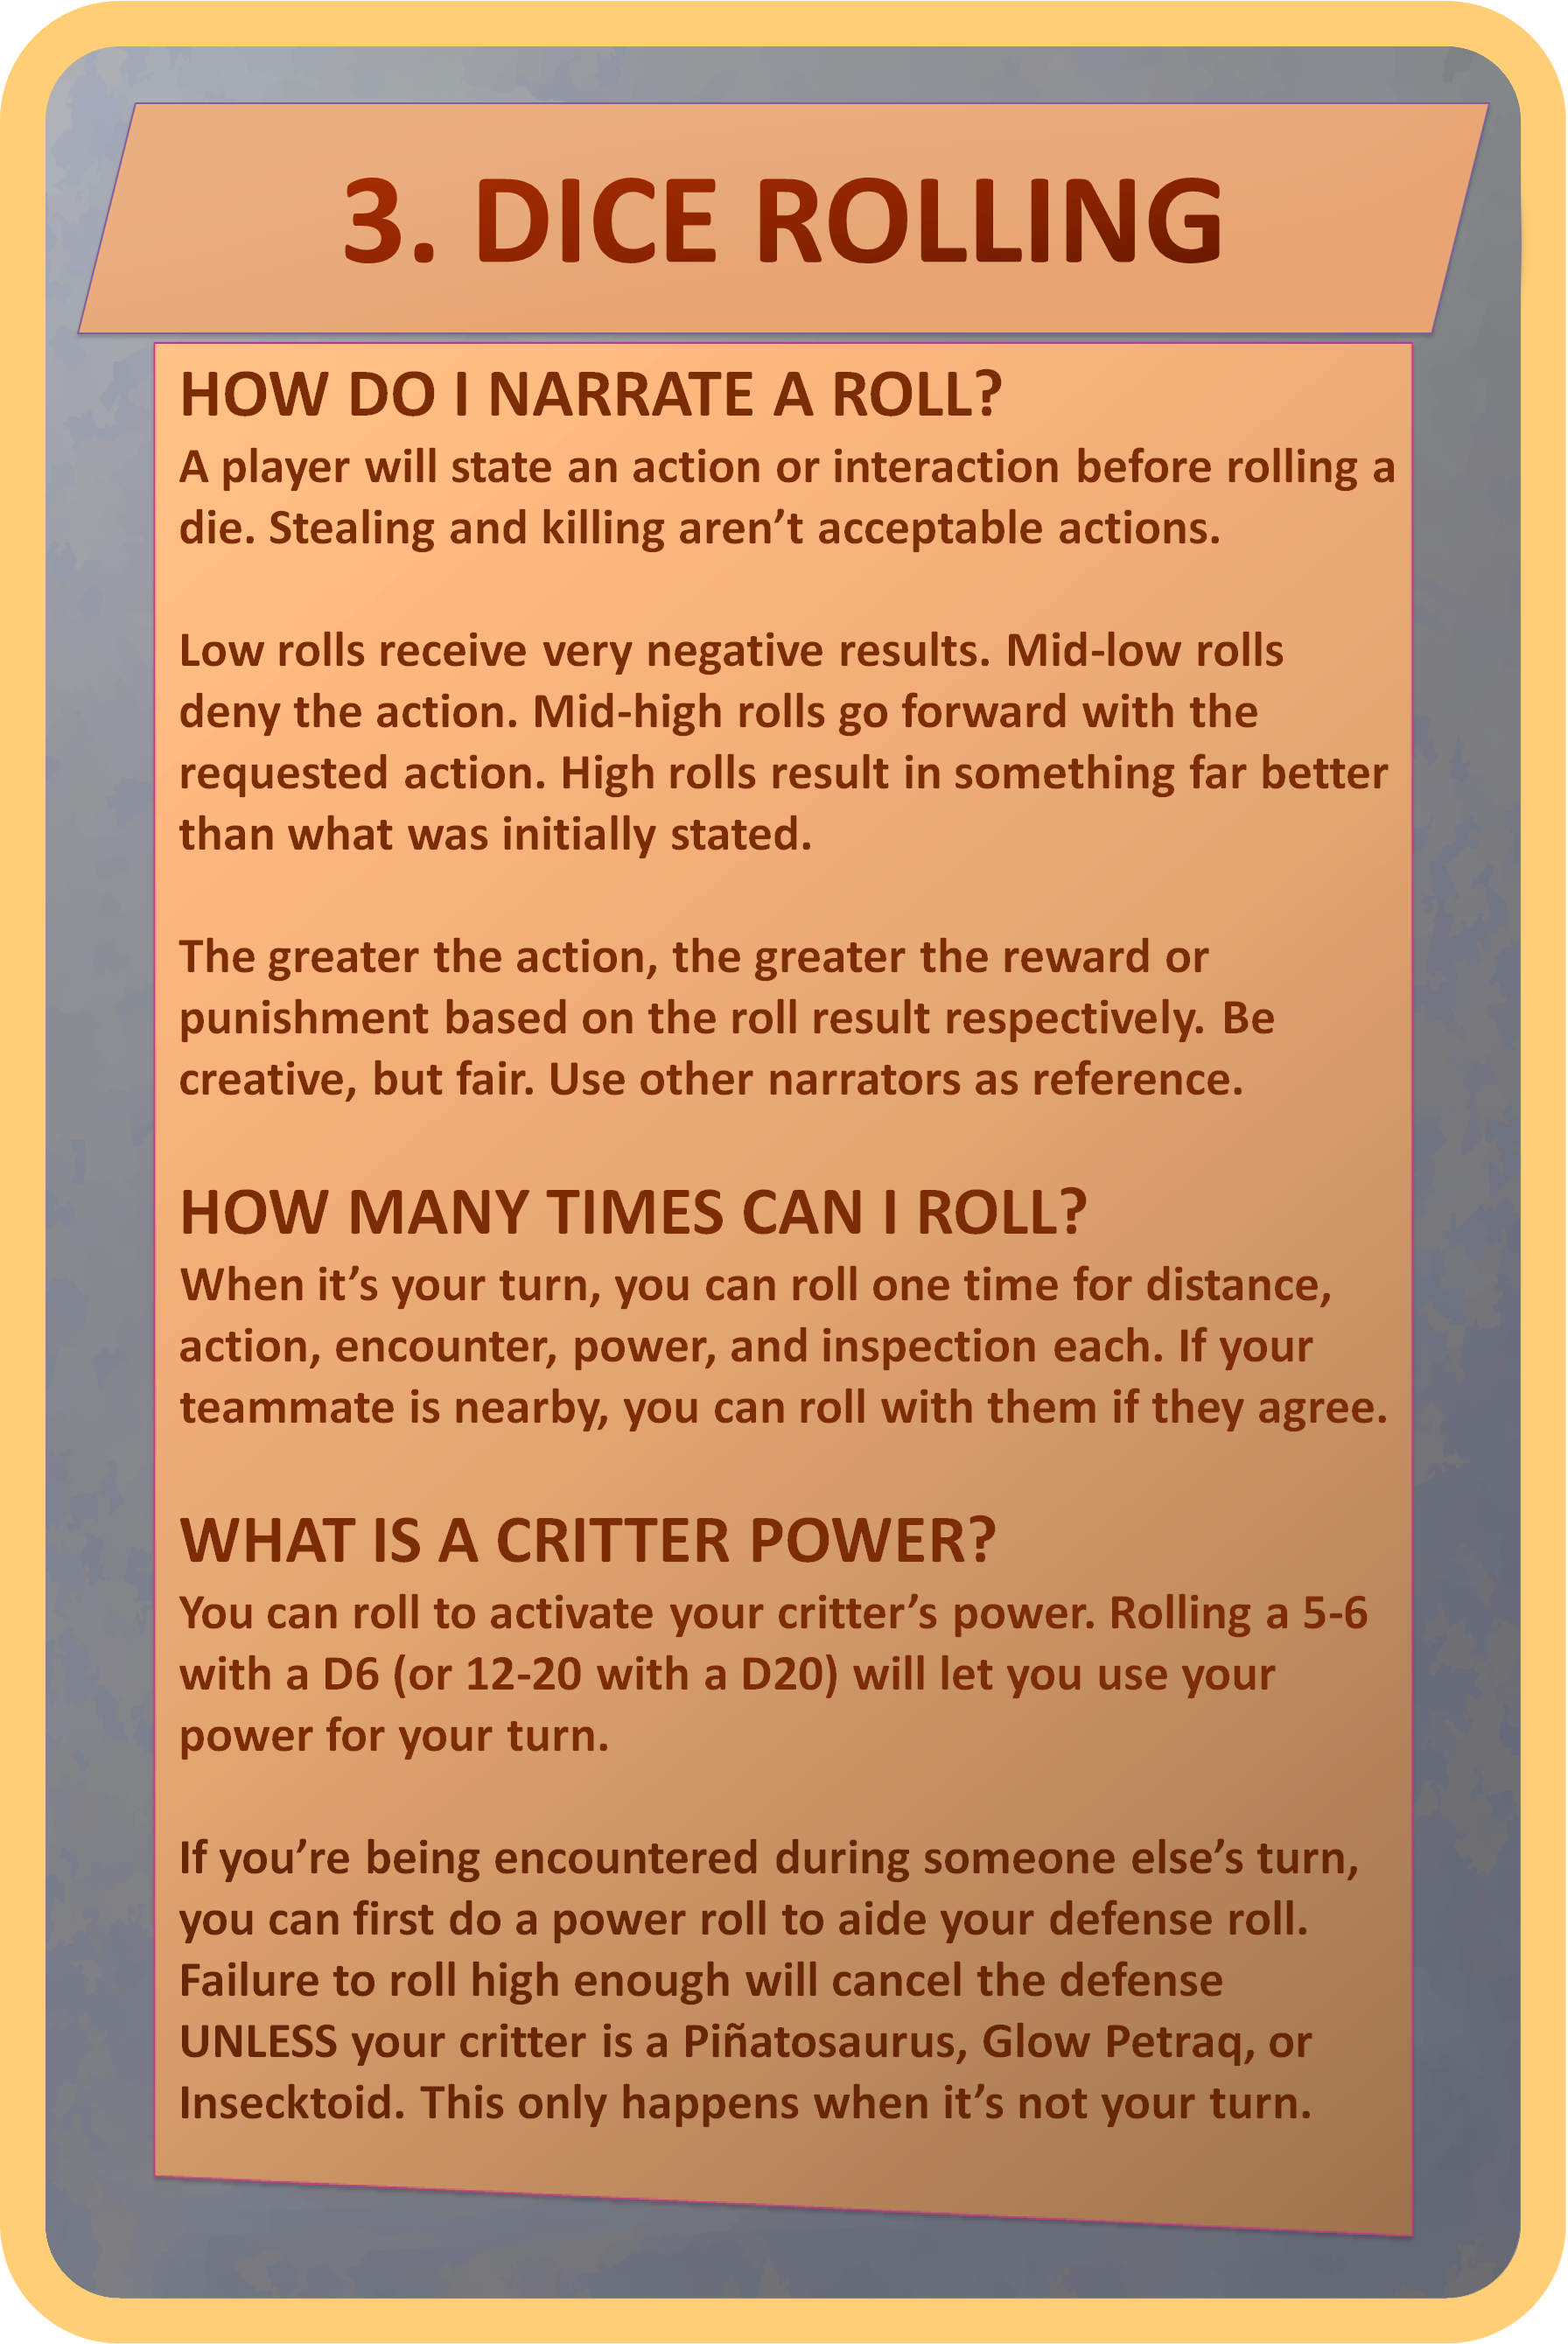 3. DICE ROLLING
HOW DO I NARRATE A ROLL?
A player will state an action or interaction before rolling a
die. Stealing and killing aren’t acceptable actions.
Low rolls receive very negative results. Mid-low rolls
deny the action. Mid-high rolls go forward with the
requested action. High rolls result in something far better
than what was initially stated.
The greater the action, the greater the reward or
punishment based on the roll result respectively. Be
creative, but fair. Use other narrators as reference.
HOW MANY TIMES CAN I ROLL?
When it’s your turn, you can roll one time for distance,
action, encounter, power, and inspection each. If your
teammate is nearby, you can roll with them if they agree.
WHAT IS A CRITTER POWER?
You can roll to activate your critter’s power. Rolling a 5-6
with a D6 (or 12-20 with a D20) will let you use your
power for your turn.
If you’re being encountered during someone else’s turn,
you can first do a power roll to aide your defense roll.
Failure to roll high enough will cancel the defense
UNLESS your critter is a Piñatosaurus, Glow Petraq, or
Insecktoid. This only happens when it’s not your turn.